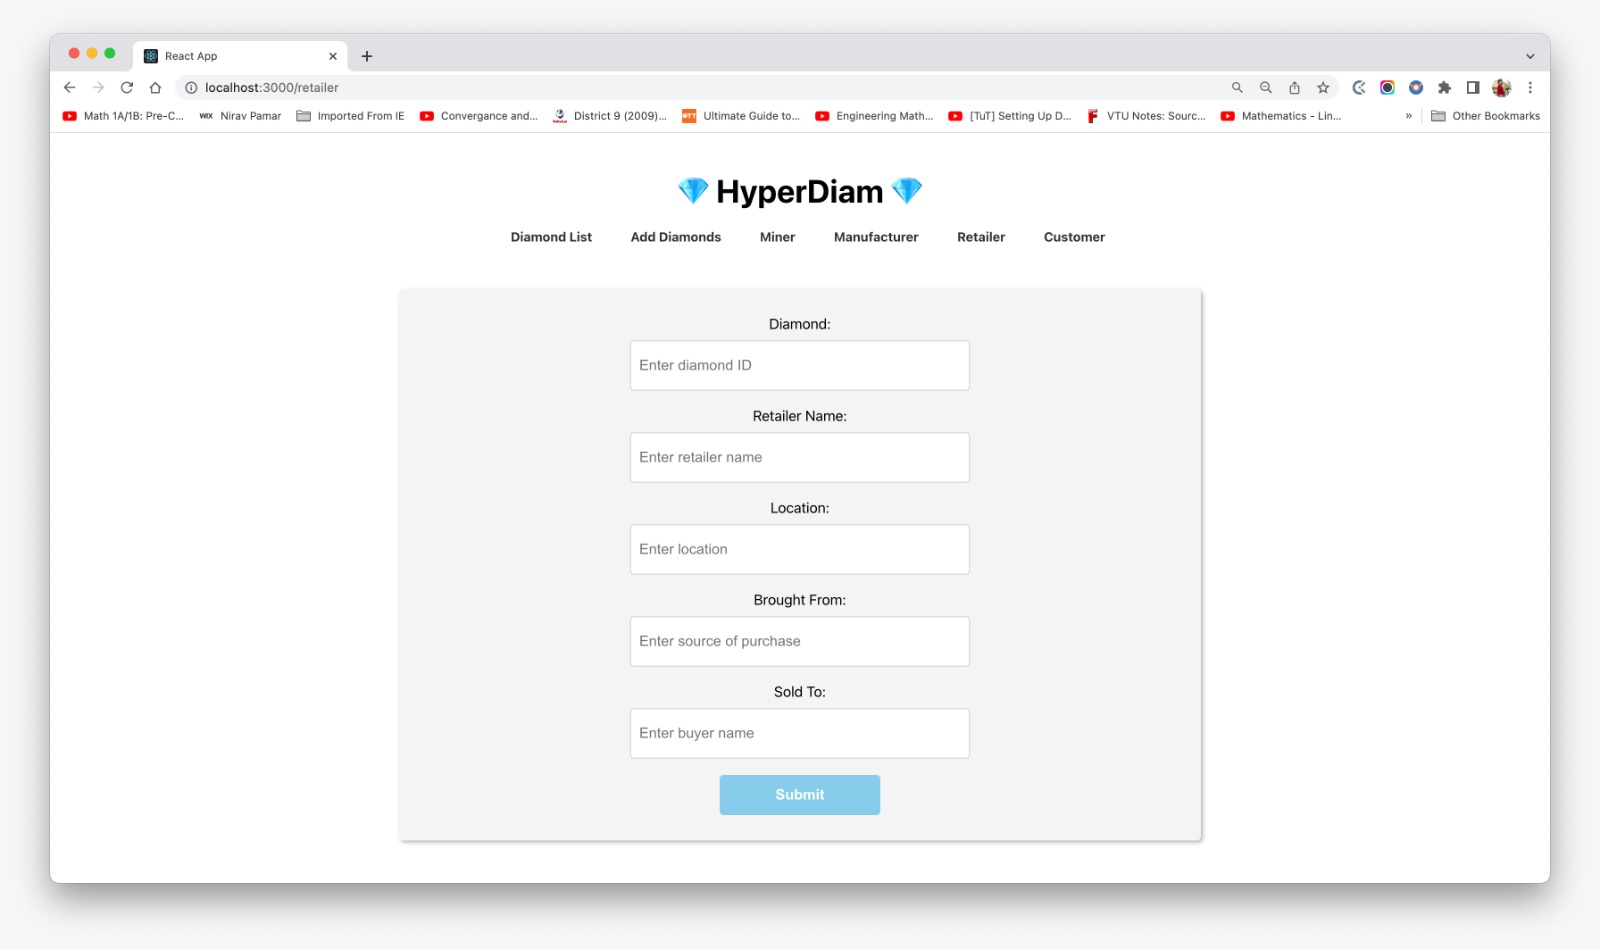 React App
localhost:3000/retailer
Math 1A/1B: Pre-C... WIX Nirav Pamar Imported From IE Convergance and... District 9 (2009)... OTT Ultimate Guide to... Engineering Math... [TuT] Setting Up D... VTU Notes: Sourc... Mathematics - Lin... » Other Bookmarks
HyperDiam
Diamond List Add Diamonds Miner Manufacturer Retailer Customer
Diamond:
Enter diamond ID
Retailer Name:
Enter retailer name
Location:
Enter location
Brought From:
Enter source of purchase
Sold To:
Enter buyer name
Submit